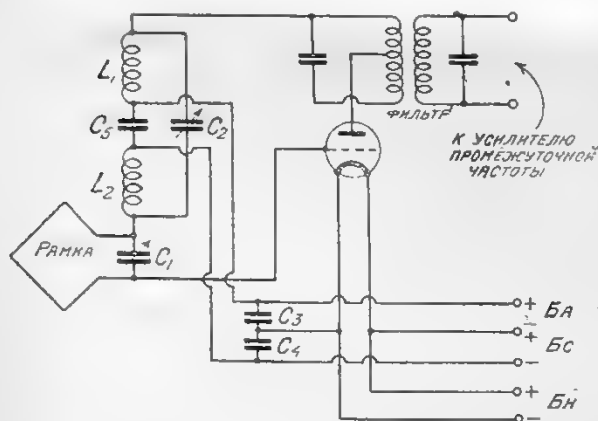 L₁
C₅
C₂
L₂
РАМКА
C₁
ФИЛЬТР
К УСИЛИТЕЛЮ
ПРОМЕЖУТОЧНОЙ
ЧАСТОТЫ
C₃
C₄
+ БА
− + БС
−
+ БН
−